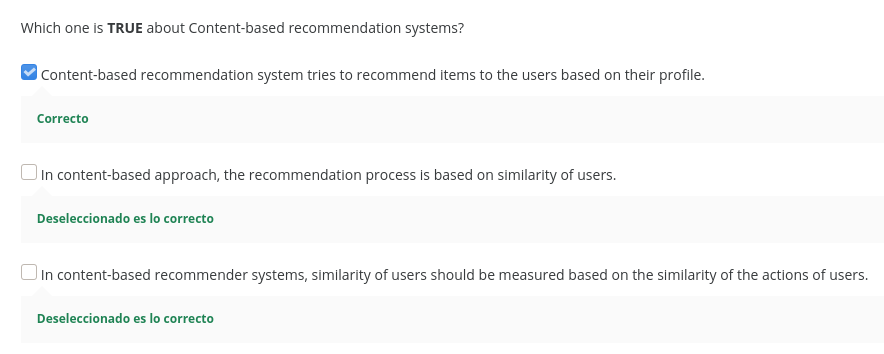 Which one is TRUE about Content-based recommendation systems?
Content-based recommendation system tries to recommend items to the users based on their profile.
Correcto
In content-based approach, the recommendation process is based on similarity of users.
Deseleccionado es lo correcto
In content-based recommender systems, similarity of users should be measured based on the similarity of the actions of users.
Deseleccionado es lo correcto